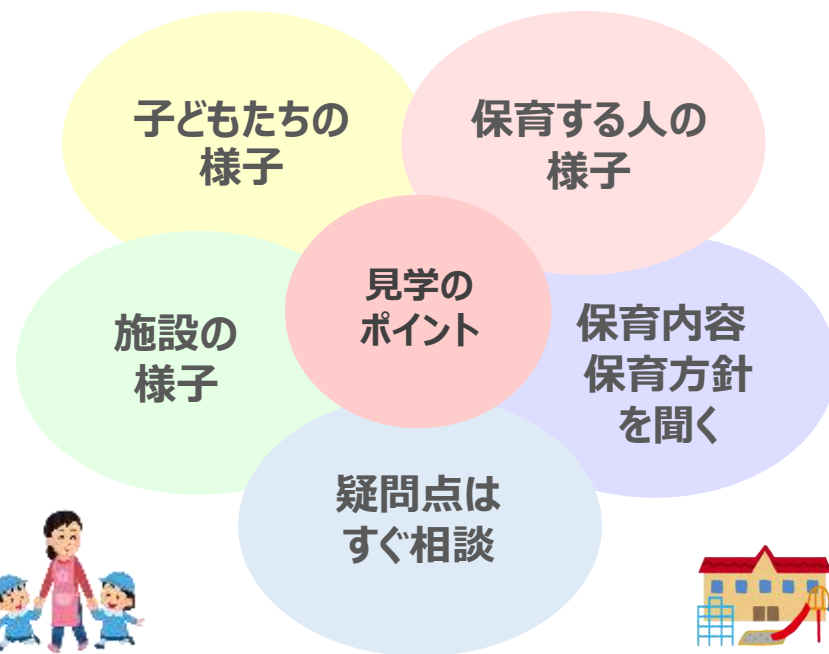 子どもたちの
様子
保育する人の
様子
見学の
ポイント
施設の
様子
保育内容
保育方針
を聞く
疑問点は
すぐ相談